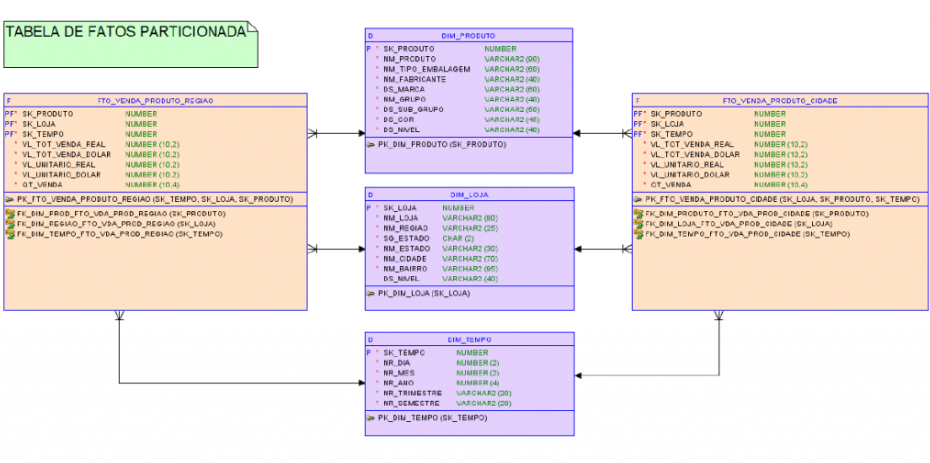 TABELA DE FATOS PARTICIONADA
F FTO_VENDA_PRODUTO_REGIAO
PF* SK_PRODUTO NUMBER
PF* SK_LOJA NUMBER
PF* SK_TEMPO NUMBER
* VL_TOT_VENDA_REAL NUMBER (10,2)
* VL_TOT_VENDA_DOLAR NUMBER (10,2)
* VL_UNITARIO_REAL NUMBER (10,2)
* VL_UNITARIO_DOLAR NUMBER (10,2)
* QT_VENDA NUMBER (10,4)
PK_FTO_VENDA_PRODUTO_REGIAO (SK_TEMPO, SK_LOJA, SK_PRODUTO)
FK_DIM_PROD_FTO_VDA_PROD_REGIAO (SK_PRODUTO)
FK_DIM_REGIAO_FTO_VDA_PROD_REGIAO (SK_LOJA)
FK_DIM_TEMPO_FTO_VDA_PROD_REGIAO (SK_TEMPO)
D DIM_PRODUTO
P * SK_PRODUTO NUMBER
* NM_PRODUTO VARCHAR2 (90)
* NM_TIPO_EMBALAGEM VARCHAR2 (60)
* NM_FABRICANTE VARCHAR2 (40)
* DS_MARCA VARCHAR2 (60)
* NM_GRUPO VARCHAR2 (40)
* DS_SUB_GRUPO VARCHAR2 (60)
* DS_COR VARCHAR2 (45)
* DS_NIVEL VARCHAR2 (40)
PK_DIM_PRODUTO (SK_PRODUTO)
D DIM_LOJA
P * SK_LOJA NUMBER
* NM_LOJA VARCHAR2 (80)
* NM_REGIAO VARCHAR2 (25)
* SG_ESTADO CHAR (2)
* NM_ESTADO VARCHAR2 (30)
* NM_CIDADE VARCHAR2 (70)
* NM_BAIRRO VARCHAR2 (95)
DS_NIVEL VARCHAR2 (40)
PK_DIM_LOJA (SK_LOJA)
D DIM_TEMPO
P * SK_TEMPO NUMBER
* NR_DIA NUMBER (2)
* NR_MES NUMBER (2)
* NR_ANO NUMBER (4)
* NR_TRIMESTRE VARCHAR2 (20)
* NR_SEMESTRE VARCHAR2 (20)
PK_DIM_TEMPO (SK_TEMPO)
F FTO_VENDA_PRODUTO_CIDADE
PF* SK_PRODUTO NUMBER
PF* SK_LOJA NUMBER
PF* SK_TEMPO NUMBER
* VL_TOT_VENDA_REAL NUMBER (10,2)
* VL_TOT_VENDA_DOLAR NUMBER (10,2)
* VL_UNITARIO_REAL NUMBER (10,2)
* VL_UNITARIO_DOLAR NUMBER (10,2)
* QT_VENDA NUMBER (10,4)
PK_FTO_VENDA_PRODUTO_CIDADE (SK_LOJA, SK_PRODUTO, SK_TEMPO)
FK_DIM_PRODUTO_FTO_VDA_PROD_CIDADE (SK_PRODUTO)
FK_DIM_LOJA_FTO_VDA_PROD_CIDADE (SK_LOJA)
FK_DIM_TEMPO_FTO_VDA_PROD_CIDADE (SK_TEMPO)